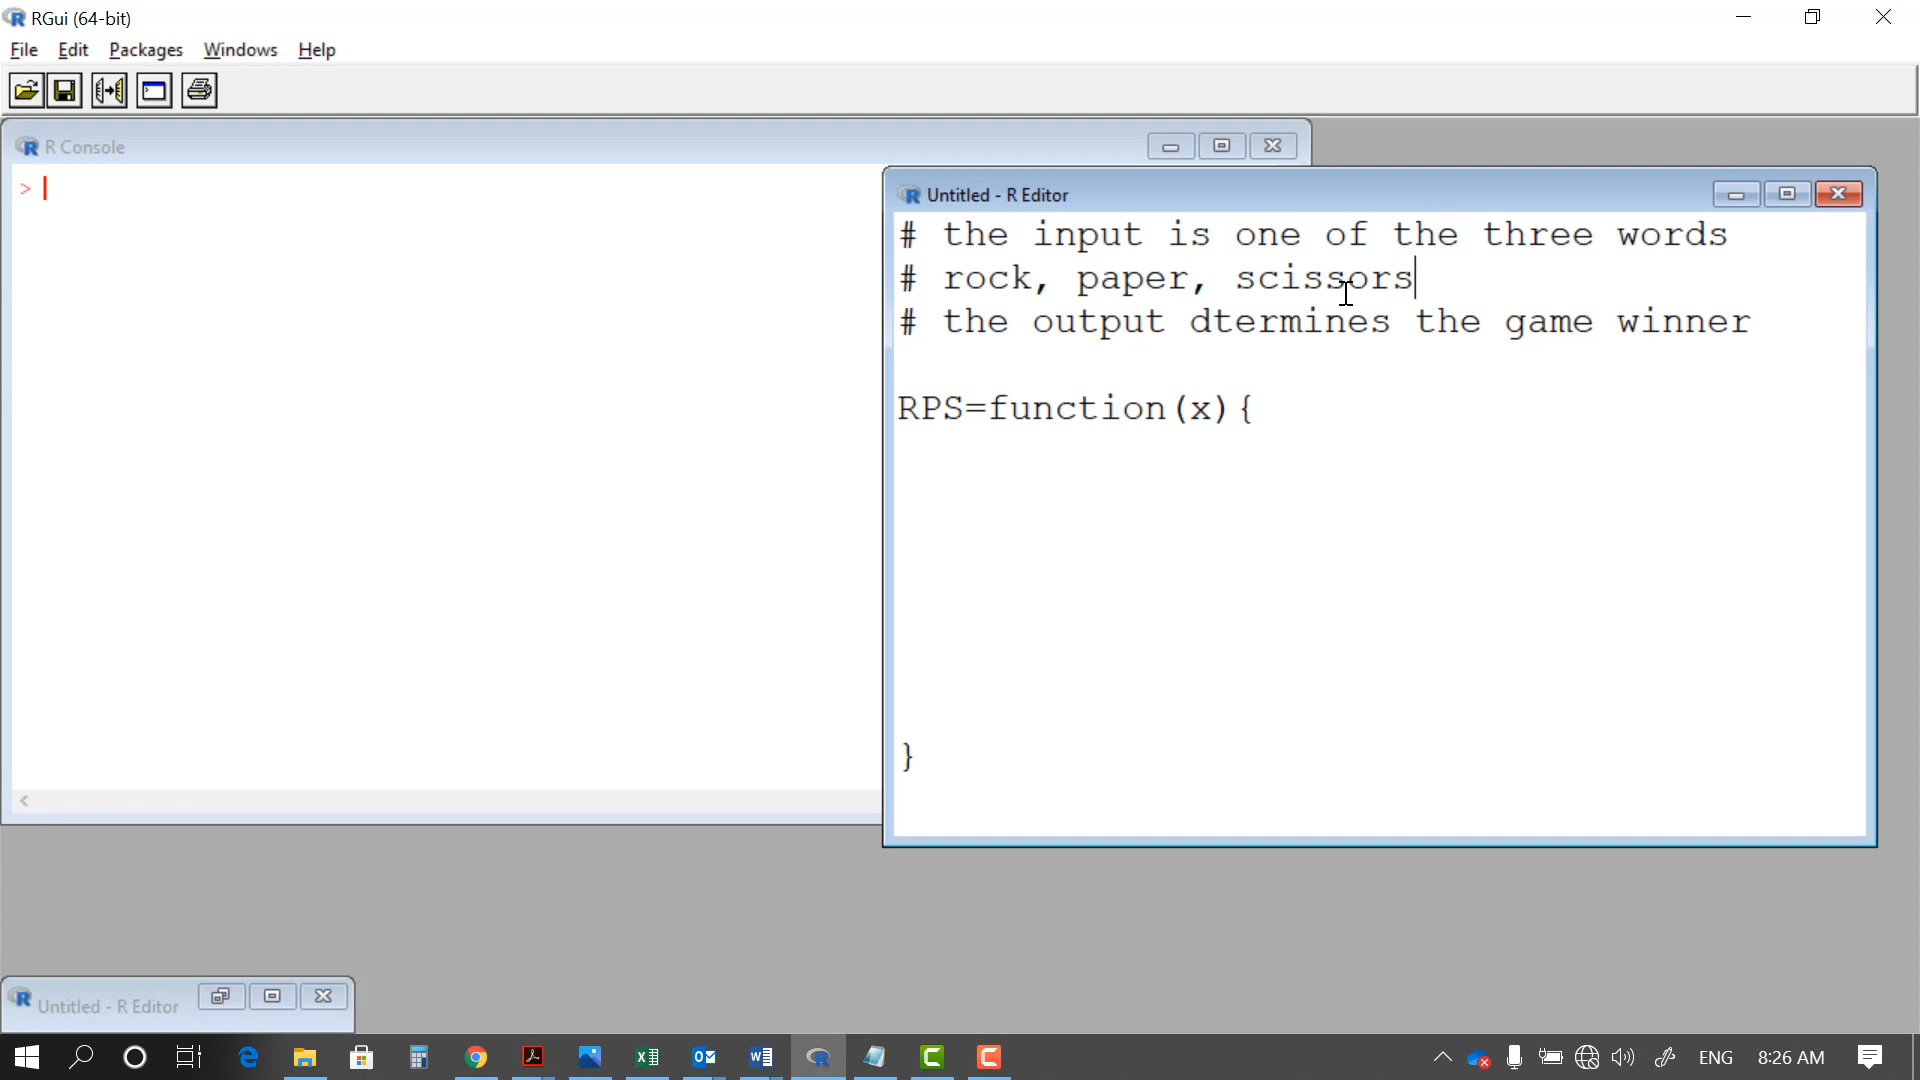 RGui (64-bit)
File Edit Packages Windows Help
R Console
>
Untitled - R Editor
# the input is one of the three words
# rock, paper, scissors
# the output dtermines the game winner
RPS=function(x){
}
Untitled - R Editor
ENG 8:26 AM